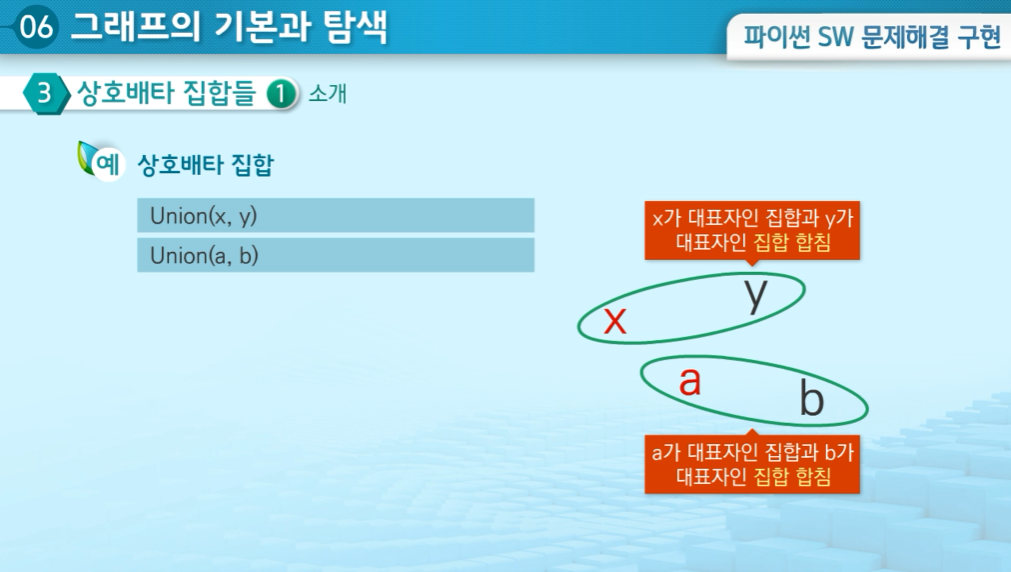 06 그래프의 기본과 탐색
파이썬 SW 문제해결 구현
3 상호배타 집합들 1 소개
예 상호배타 집합
Union(x, y)
Union(a, b)
x가 대표자인 집합과 y가
대표자인 집합 합침
x y
a b
a가 대표자인 집합과 b가
대표자인 집합 합침